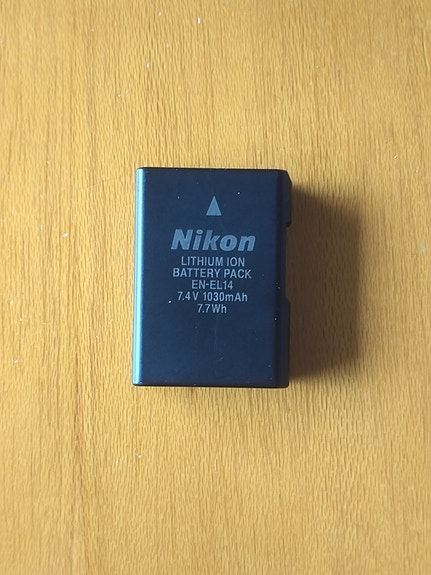 Nikon
LITHIUM ION
BATTERY PACK
EN-EL14
7.4V 1030mAh
7.7Wh